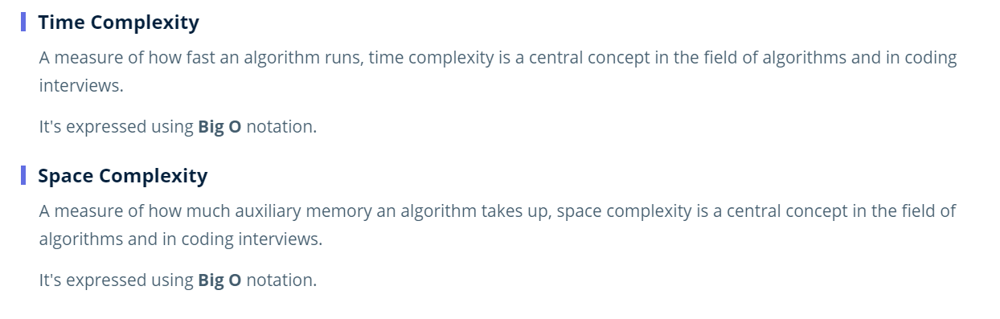 Time Complexity
A measure of how fast an algorithm runs, time complexity is a central concept in the field of algorithms and in coding
interviews.
It's expressed using Big O notation.
Space Complexity
A measure of how much auxiliary memory an algorithm takes up, space complexity is a central concept in the field of
algorithms and in coding interviews.
It's expressed using Big O notation.